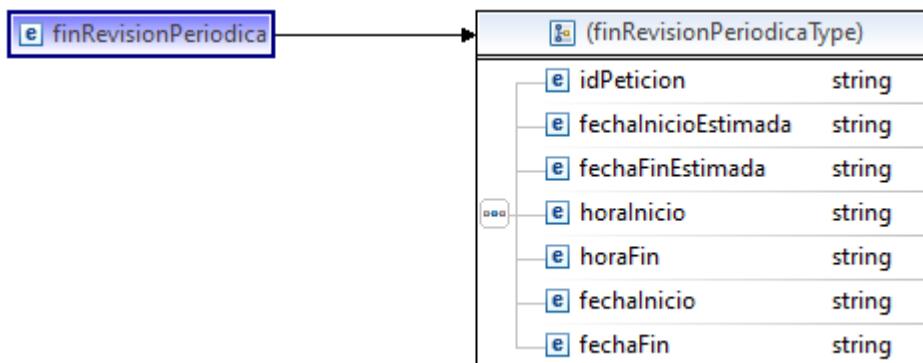 e finRevisionPeriodica
(finRevisionPeriodicaType)
e idPeticion string
e fechaInicioEstimada string
e fechaFinEstimada string
e horaInicio string
e horaFin string
e fechaInicio string
e fechaFin string